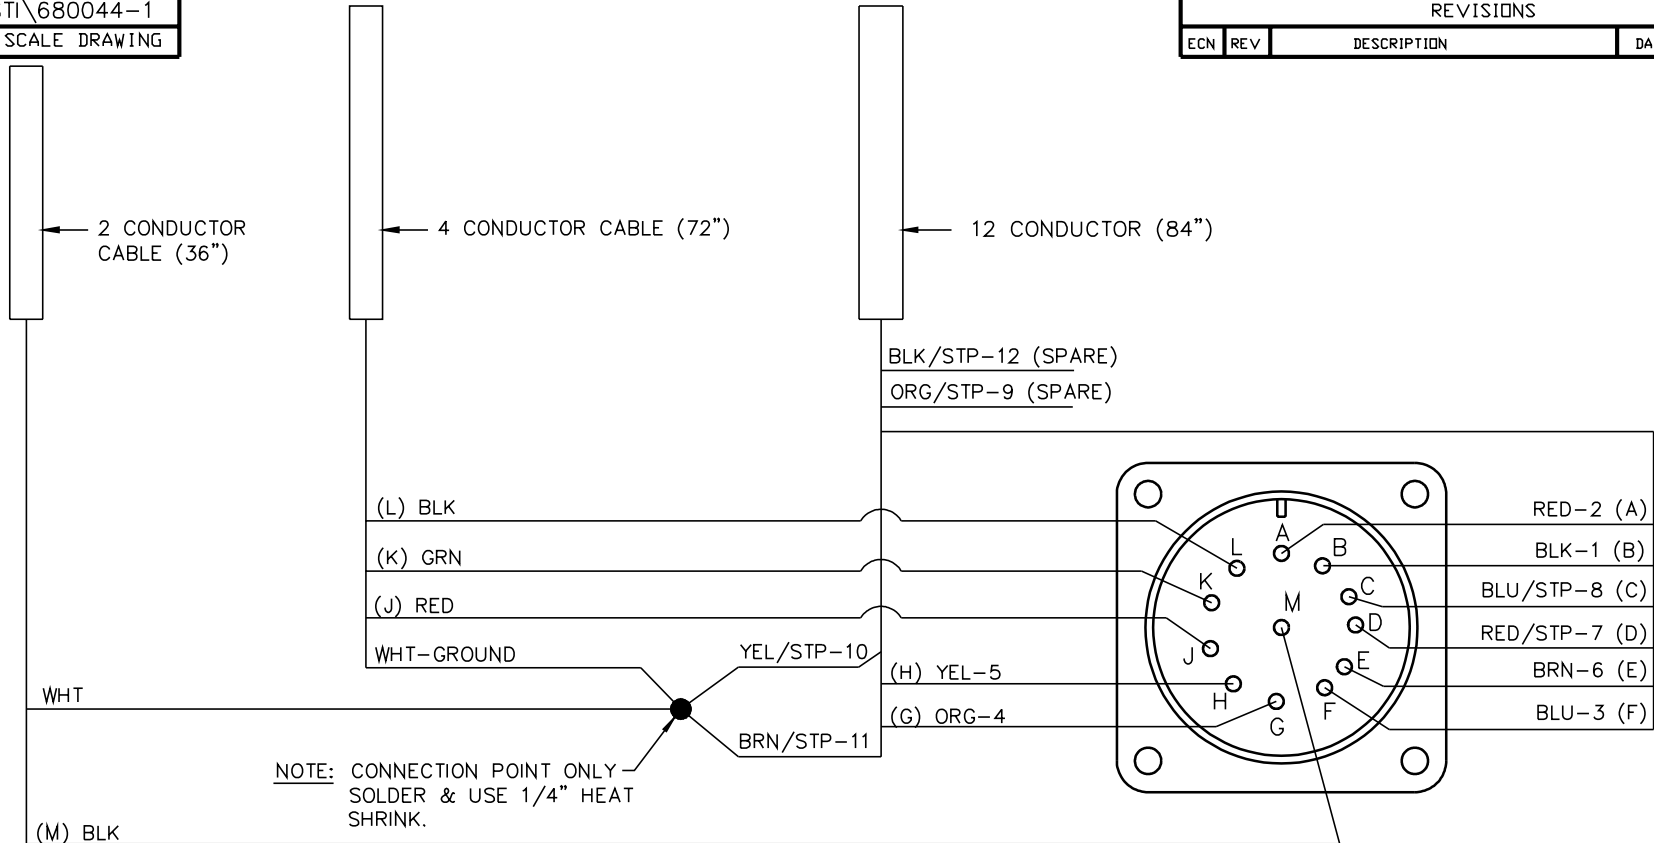 STI\680044-1
SCALE DRAWING
REVISIONS
ECN REV DESCRIPTION DA
2 CONDUCTOR
CABLE (36")
4 CONDUCTOR CABLE (72")
12 CONDUCTOR (84")
BLK/STP-12 (SPARE)
ORG/STP-9 (SPARE)
(L) BLK
(K) GRN
(J) RED
WHT-GROUND
WHT
YEL/STP-10
BRN/STP-11
(H) YEL-5
(G) ORG-4
NOTE: CONNECTION POINT ONLY
SOLDER & USE 1/4" HEAT
SHRINK.
(M) BLK
A
B
C
D
E
F
G
H
J
K
L
M
RED-2 (A)
BLK-1 (B)
BLU/STP-8 (C)
RED/STP-7 (D)
BRN-6 (E)
BLU-3 (F)